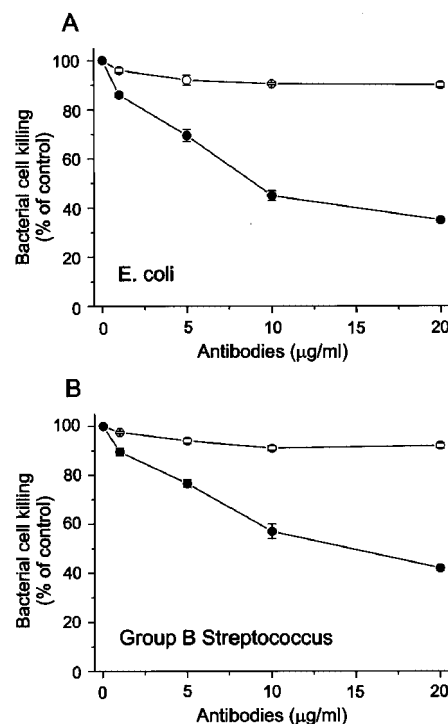 A
Bacterial cell killing
(% of control)
100
80
60
40
20
0
E. coli
0
5
10
15
20
Antibodies (μg/ml)
B
Bacterial cell killing
(% of control)
100
80
60
40
20
0
Group B Streptococcus
0
5
10
15
20
Antibodies (μg/ml)